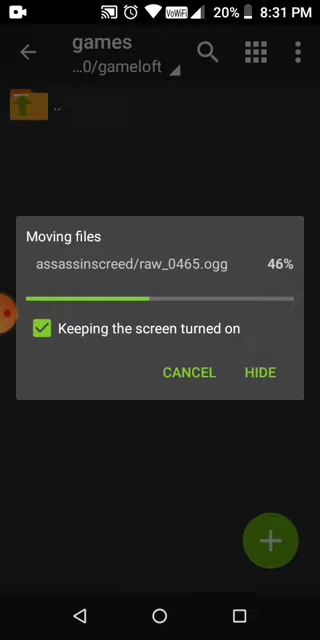 VoWiFi 20% 8:31 PM
games
...0/gameloft
..
Moving files
assassinscreed/raw_0465.ogg 46%
Keeping the screen turned on
CANCEL HIDE